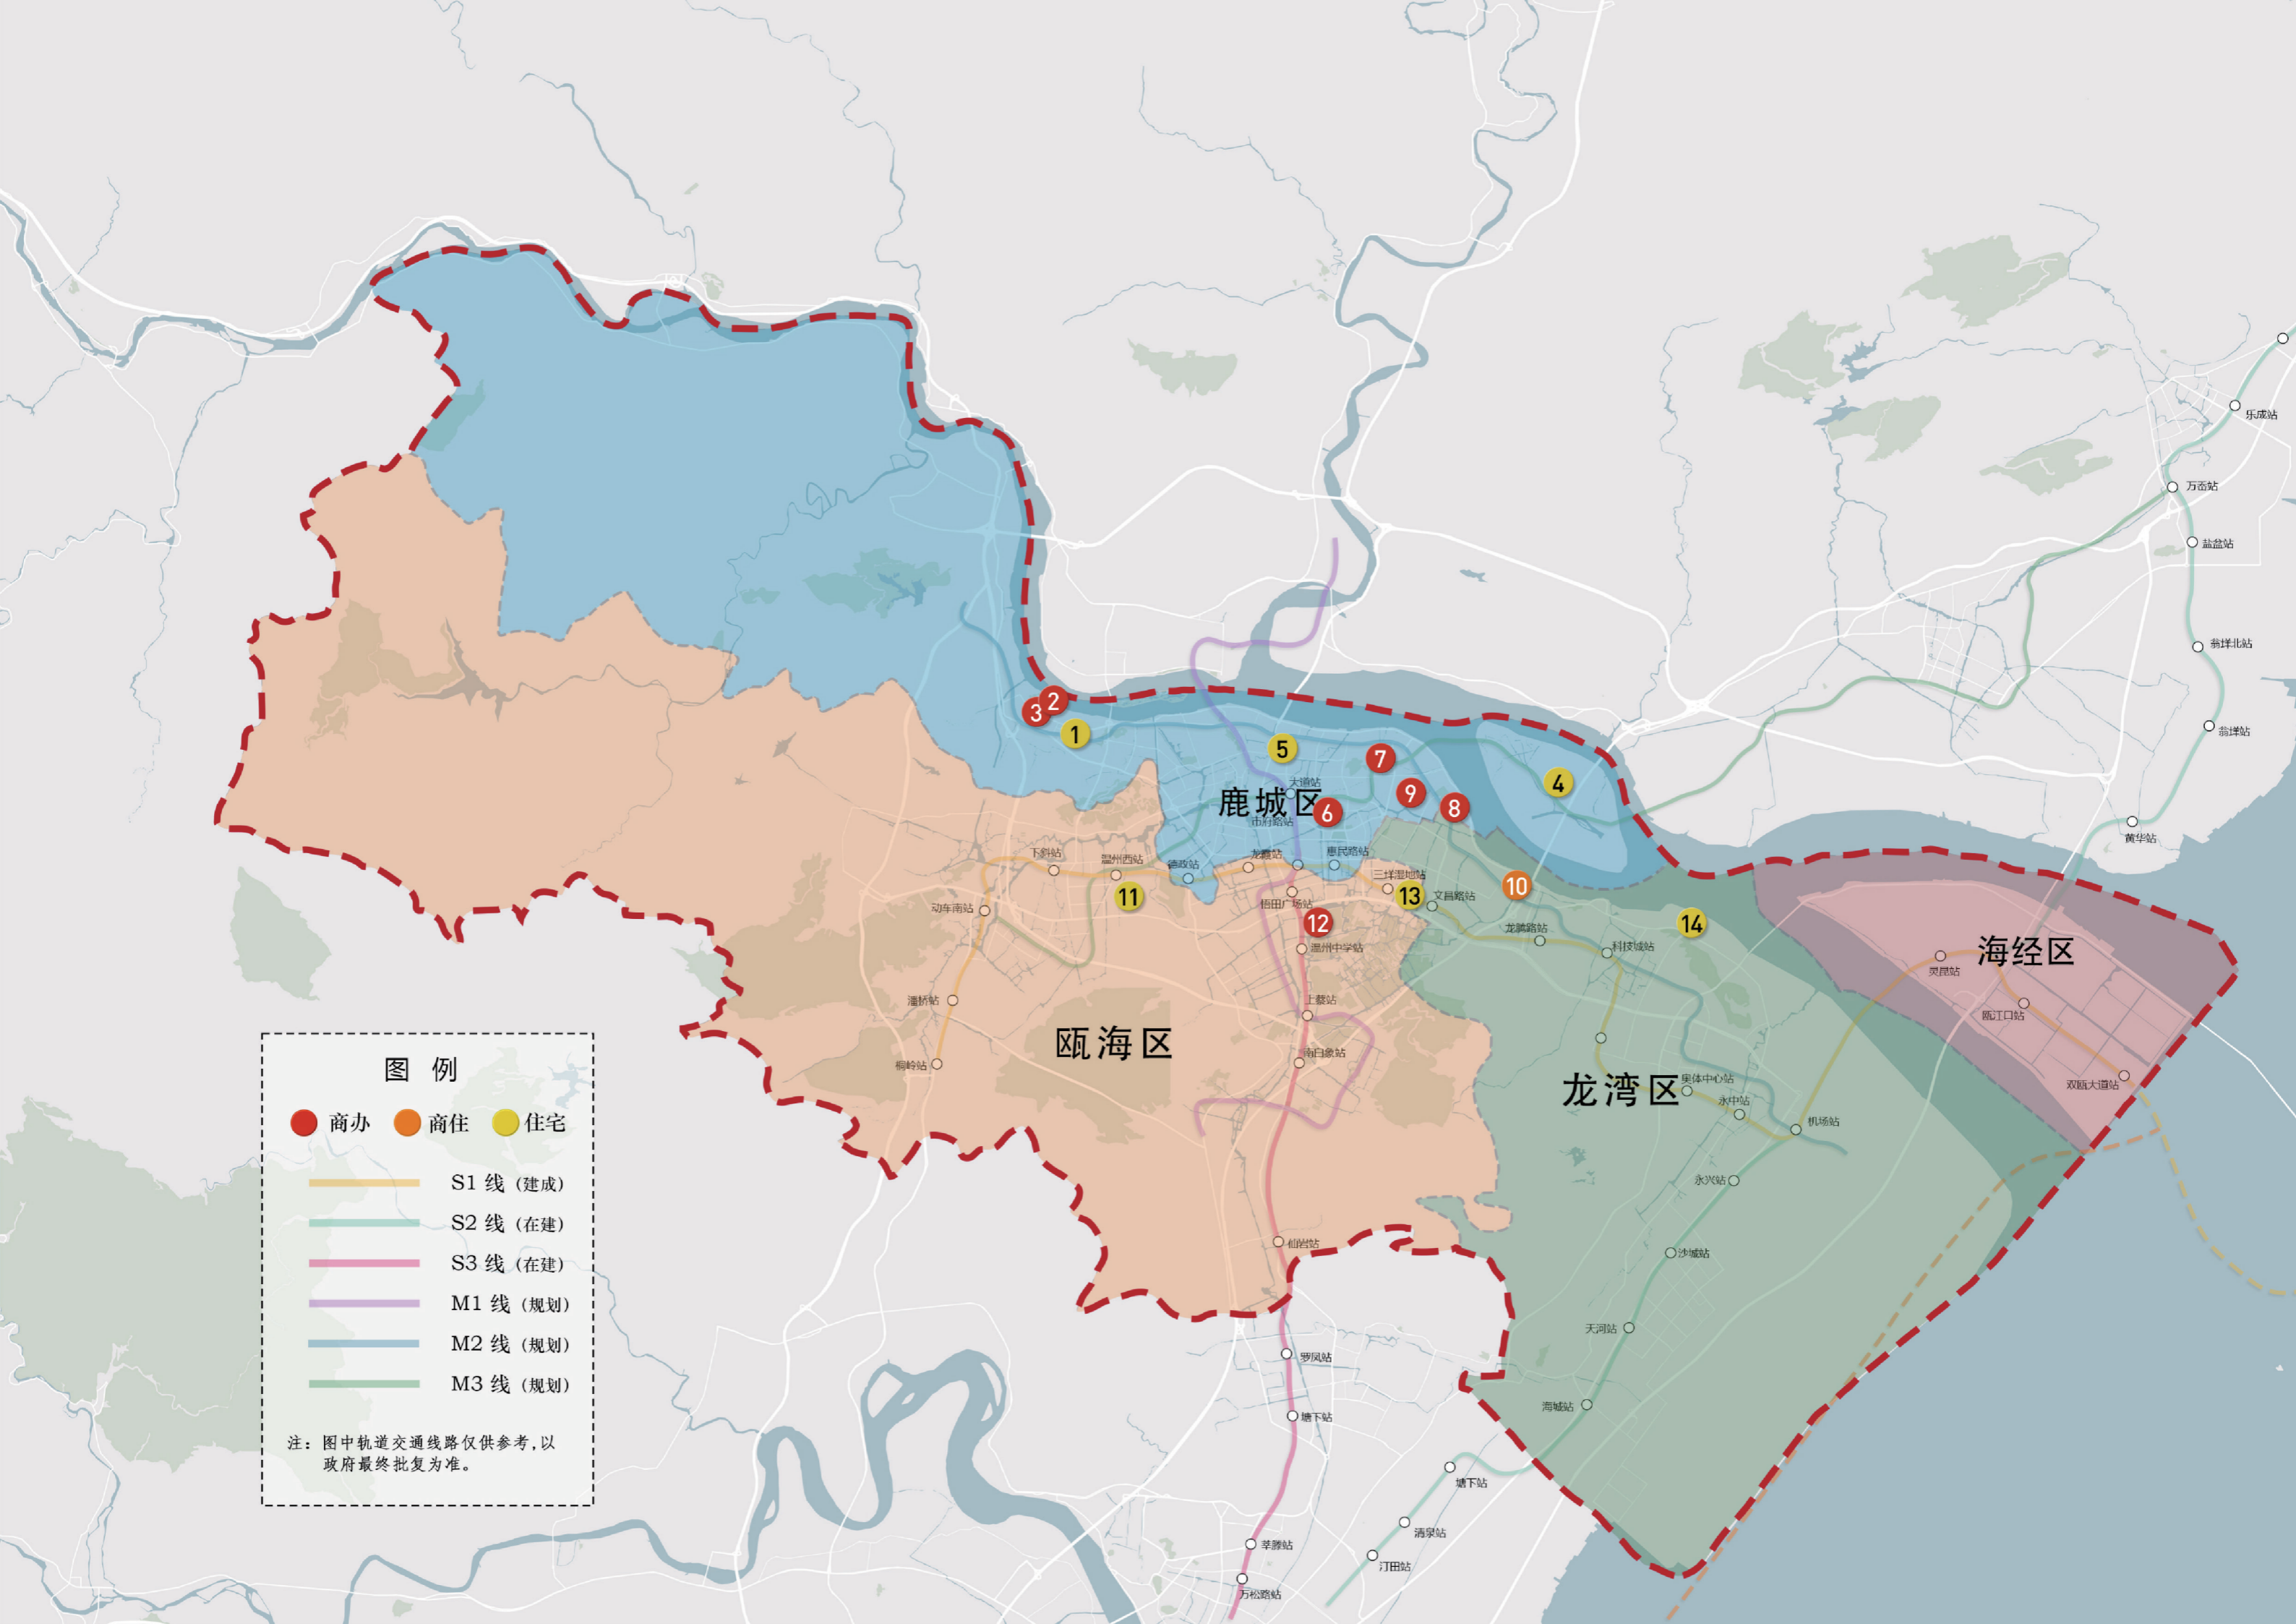 乐成站
万岙站
盐盆站
翁垟北站
翁垟站
黄华站
2
3
1
5
7
4
大道站
9
鹿城区
6
8
市府路站
下斜站
温州西站
德政站
龙霞站
惠民路站
三垟湿地站
11
13
文昌路站
10
动车南站
梧田广场站
12
14
龙腾路站
温州中学站
科技城站
海经区
灵昆站
潘桥站
上蔡站
瓯江口站
瓯海区
南白象站
桐岭站
龙湾区
奥体中心站
双瓯大道站
永中站
机场站
永兴站
仙岩站
沙城站
天河站
罗凤站
海城站
塘下站
塘下站
清泉站
莘塍站
汀田站
万松路站
图 例
商办 商住 住宅
S1 线（建成）
S2 线（在建）
S3 线（在建）
M1 线（规划）
M2 线（规划）
M3 线（规划）
注：图中轨道交通线路仅供参考,以
政府最终批复为准。